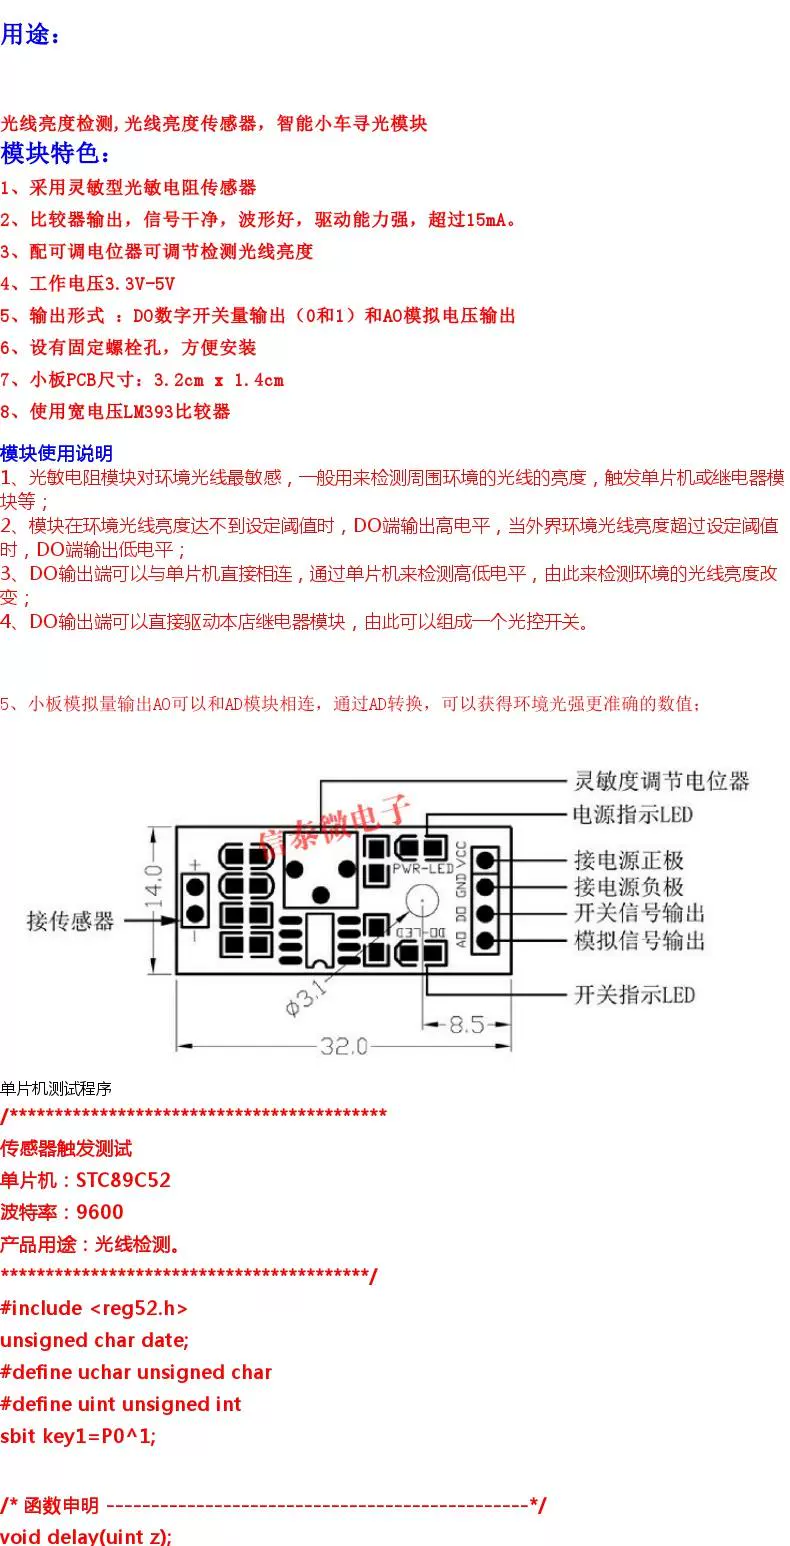 用途：
光线亮度检测,光线亮度传感器，智能小车寻光模块
模块特色：
1、采用灵敏型光敏电阻传感器
2、比较器输出，信号干净，波形好，驱动能力强，超过15mA。
3、配可调电位器可调节检测光线亮度
4、工作电压3.3V-5V
5、输出形式 ：DO数字开关量输出（0和1）和AO模拟电压输出
6、设有固定螺栓孔，方便安装
7、小板PCB尺寸：3.2cm x 1.4cm
8、使用宽电压LM393比较器
模块使用说明
1、光敏电阻模块对环境光线最敏感，一般用来检测周围环境的光线的亮度，触发单片机或继电器模
块等；
2、模块在环境光线亮度达不到设定阈值时，DO端输出高电平，当外界环境光线亮度超过设定阈值
时，DO端输出低电平；
3、DO输出端可以与单片机直接相连，通过单片机来检测高低电平，由此来检测环境的光线亮度改
变；
4、DO输出端可以直接驱动本店继电器模块，由此可以组成一个光控开关。
5、小板模拟量输出AO可以和AD模块相连，通过AD转换，可以获得环境光强更准确的数值；
灵敏度调节电位器
信泰微电子
电源指示LED
PWR-LED
VCC
接电源正极
GND
接电源负极
14.0
+
接传感器
-
DO
开关信号输出
DO-LED
AO
模拟信号输出
φ3.1
开关指示LED
8.5
32.0
单片机测试程序
/******************************************
传感器触发测试
单片机：STC89C52
波特率：9600
产品用途：光线检测。
*****************************************/
#include <reg52.h>
unsigned char date;
#define uchar unsigned char
#define uint unsigned int
sbit key1=P0^1;
/* 函数申明 -----------------------------------------------*/
void delay(uint z);